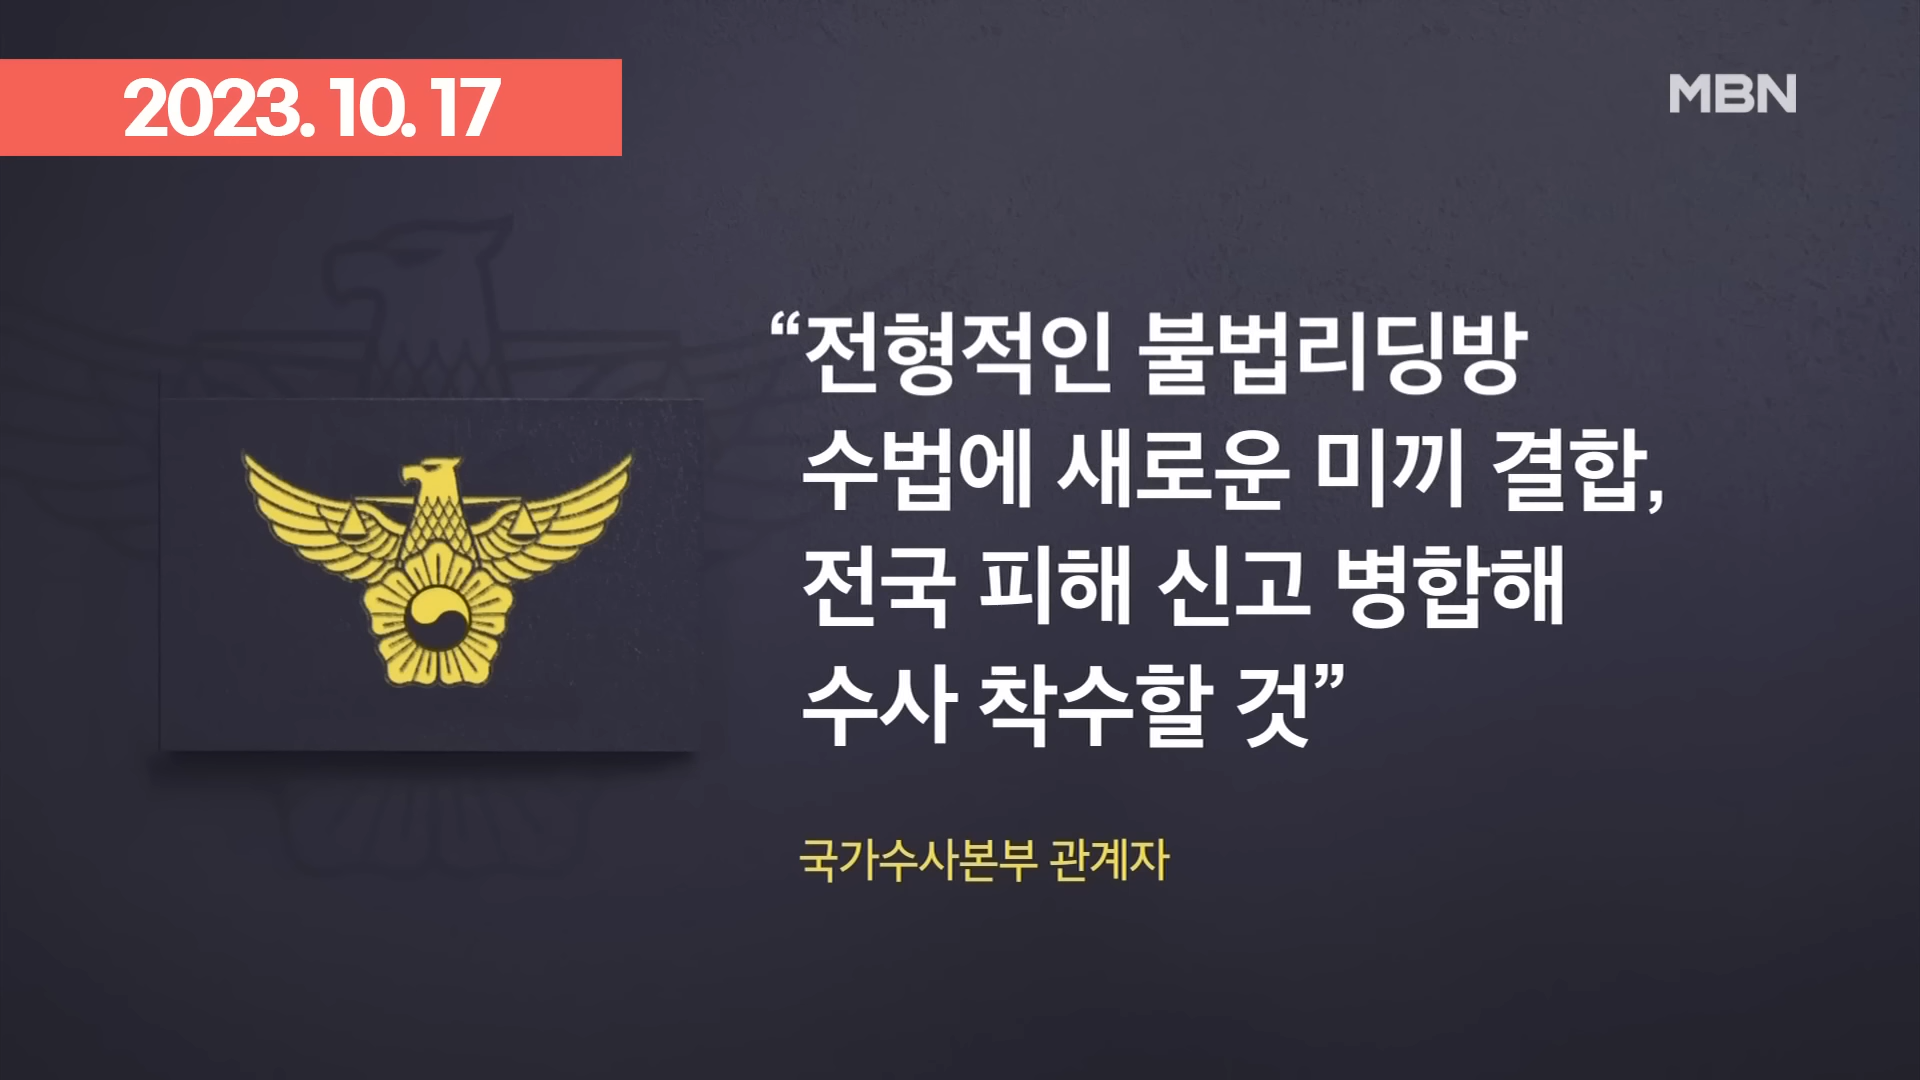 2023. 10. 17
MBN
“전형적인 불법리딩방
수법에 새로운 미끼 결합,
전국 피해 신고 병합해
수사 착수할 것”
국가수사본부 관계자